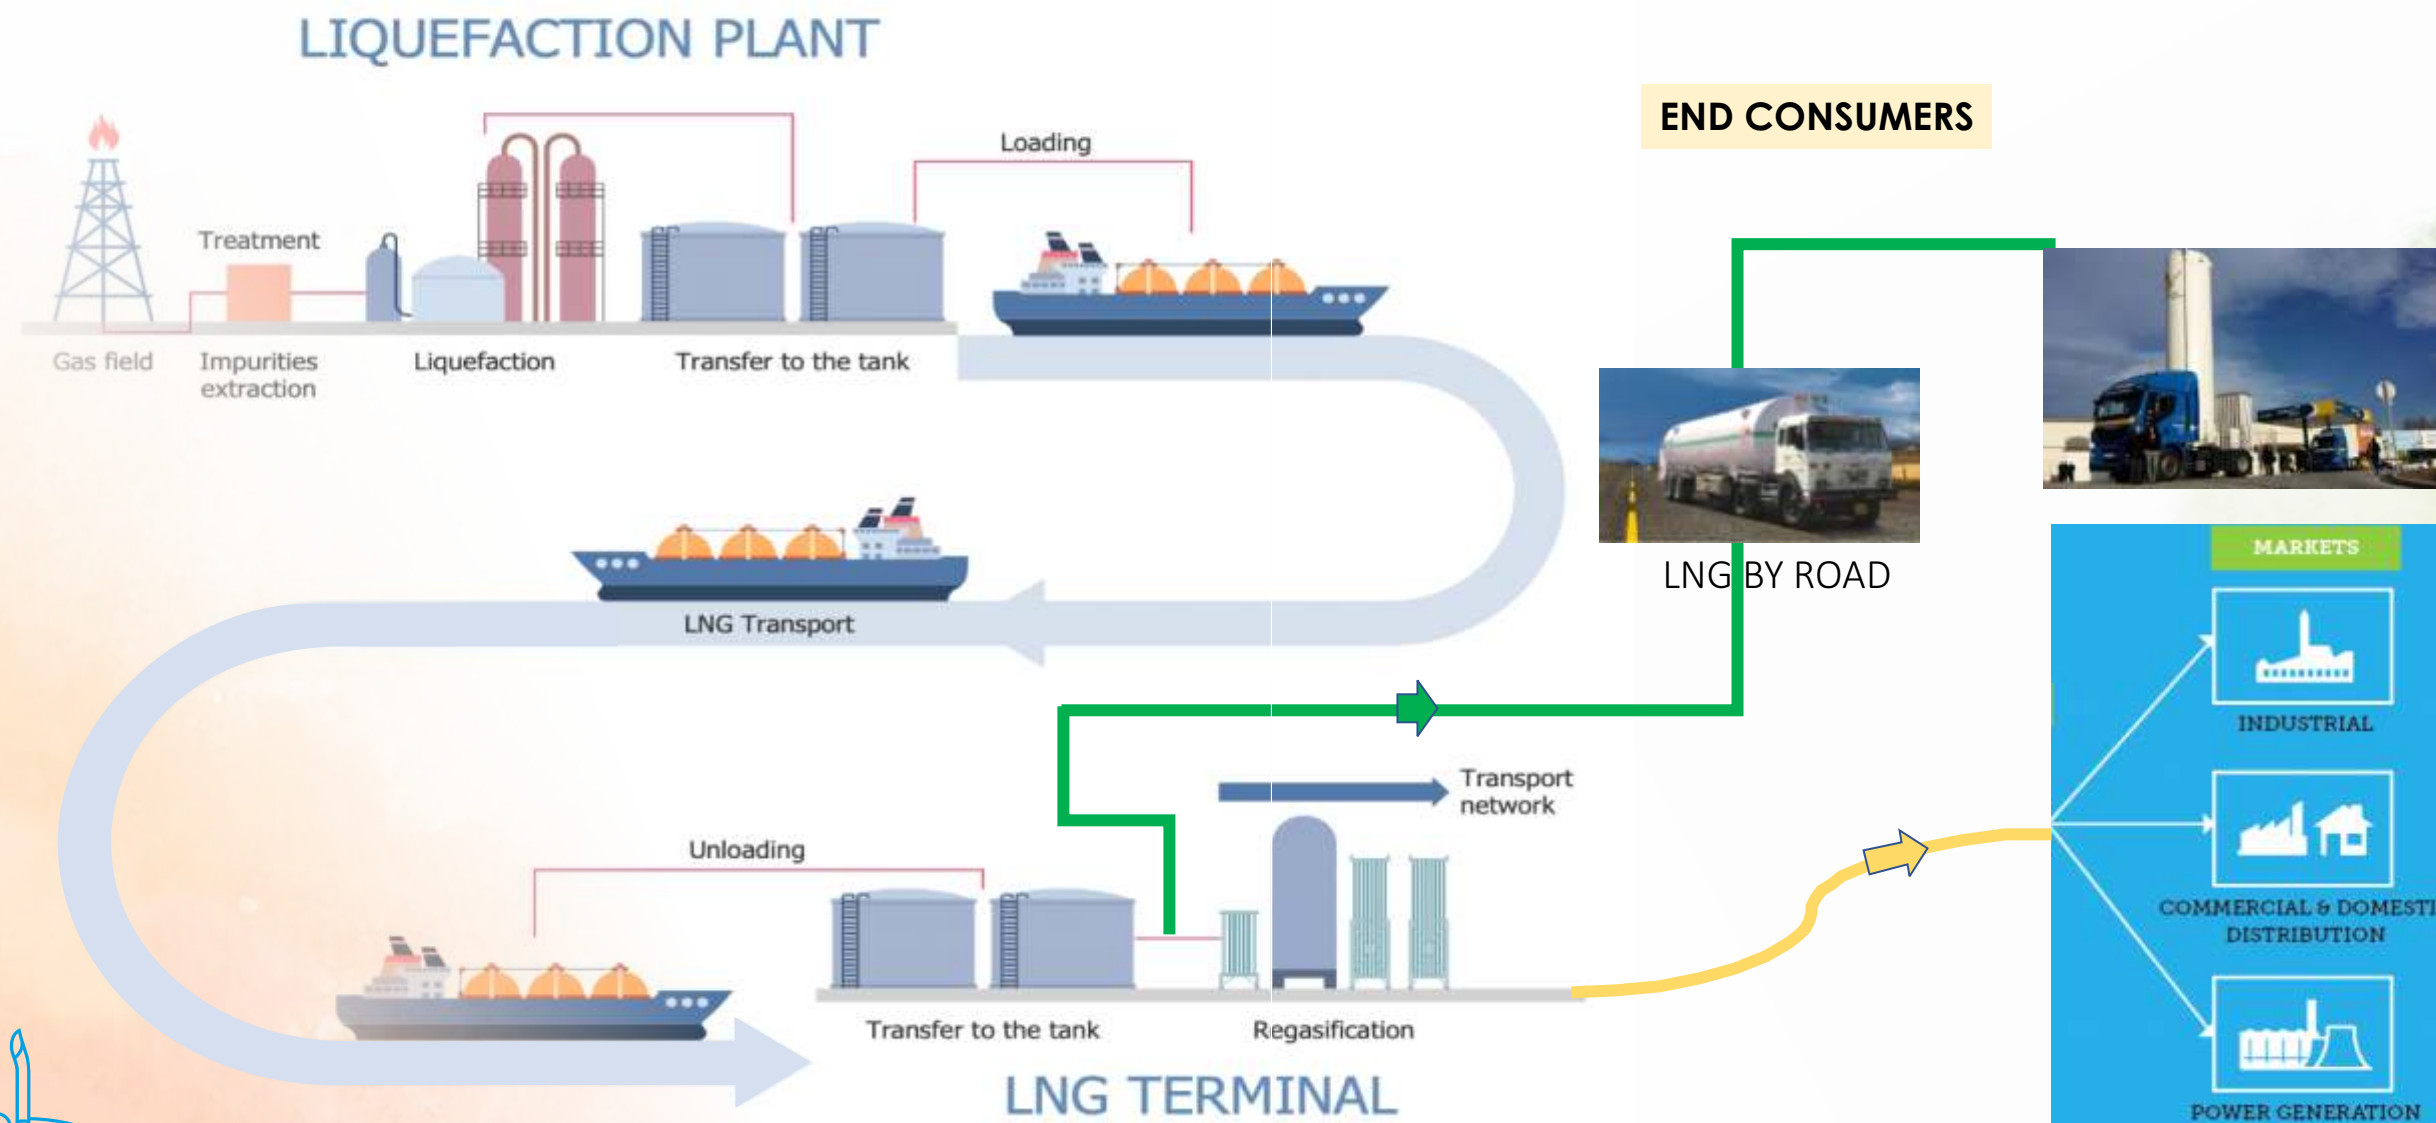 LIQUEFACTION PLANT
END CONSUMERS
Loading
Treatment
Gas field
Impurities
extraction
Liquefaction
Transfer to the tank
LNG BY ROAD
MARKETS
LNG Transport
INDUSTRIAL
Transport
network
Unloading
COMMERCIAL & DOMESTI
DISTRIBUTION
Transfer to the tank
Regasification
LNG TERMINAL
POWER GENERATION